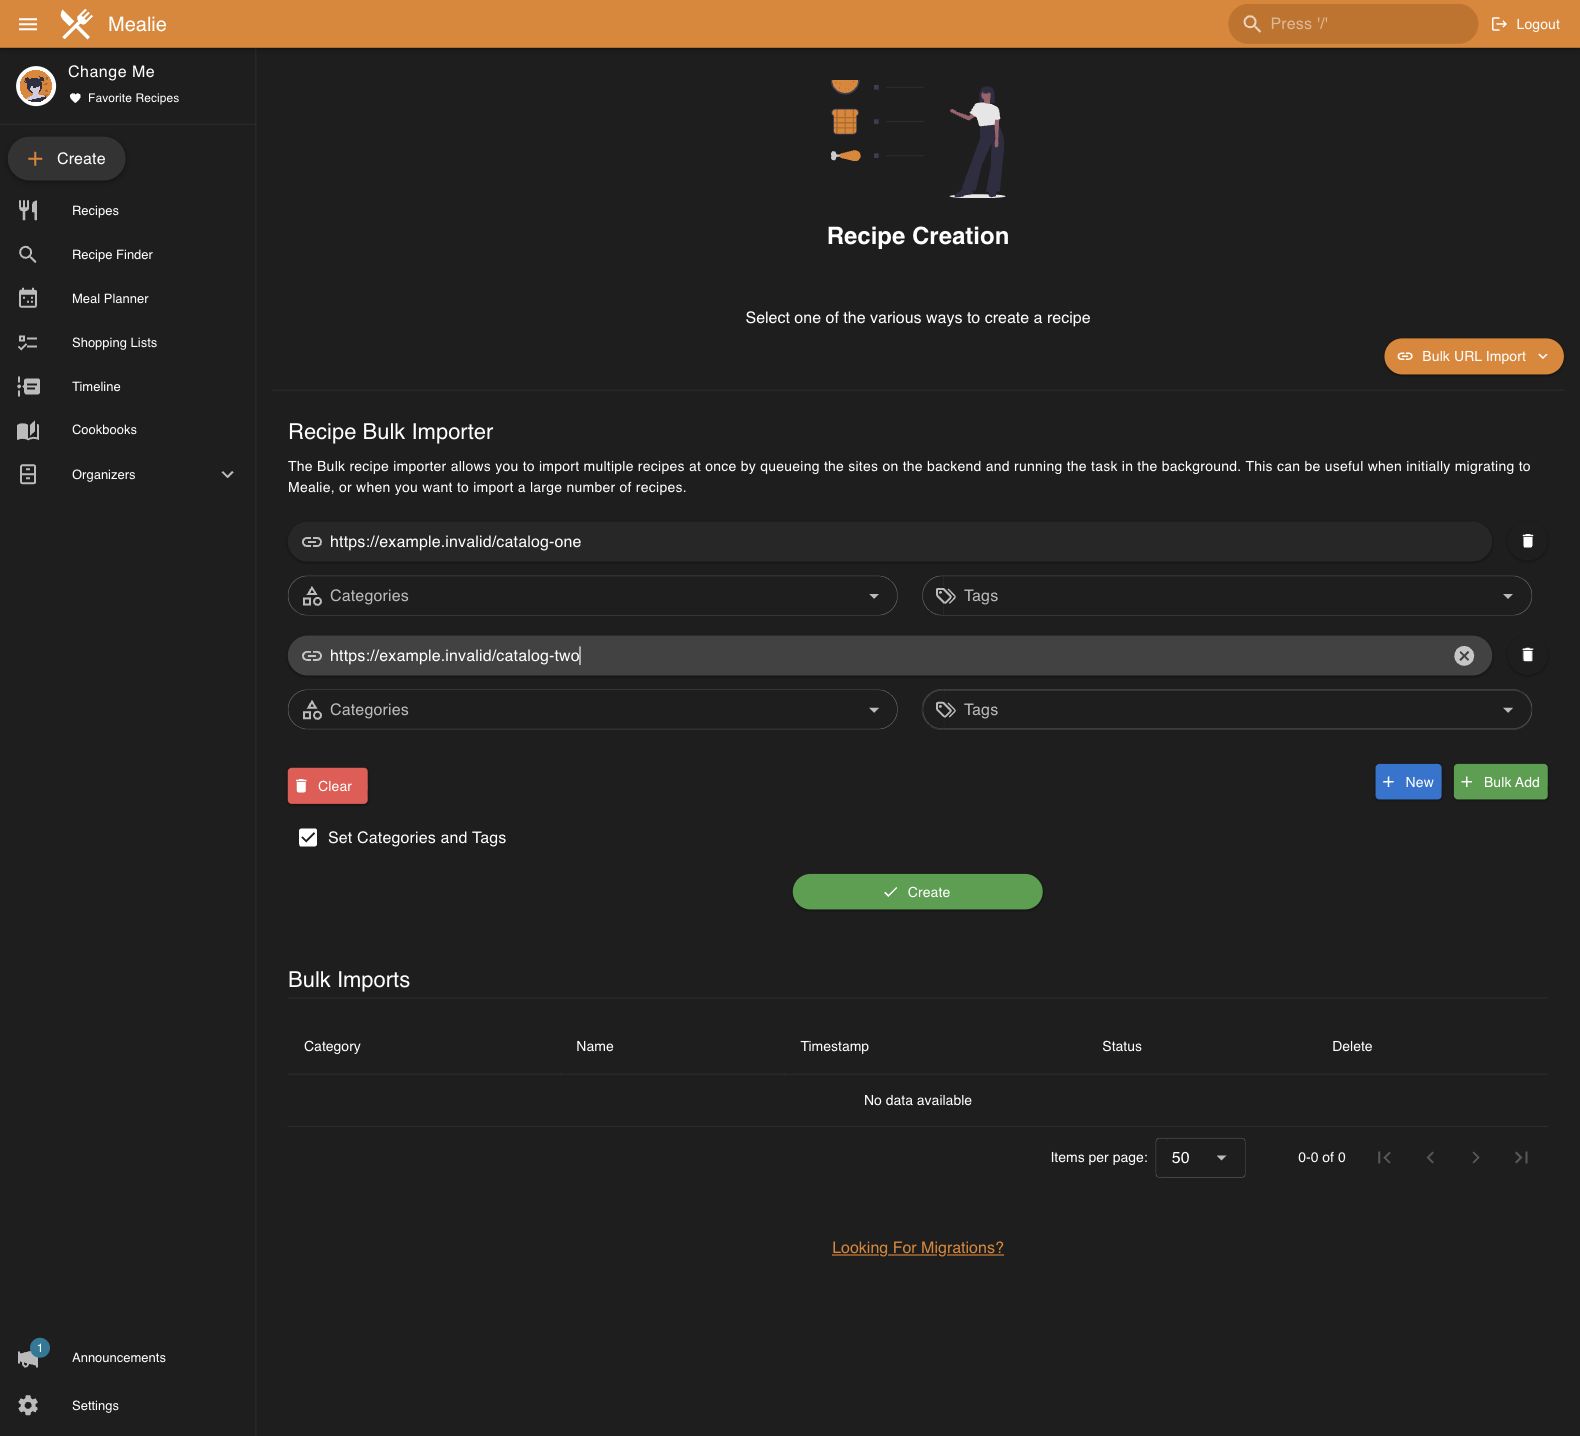 Mealie
Press '/'
Logout
Change Me
Favorite Recipes
Create
Recipes
Recipe Finder
Meal Planner
Shopping Lists
Timeline
Cookbooks
Organizers
Recipe Creation
Select one of the various ways to create a recipe
Bulk URL Import
Recipe Bulk Importer
The Bulk recipe importer allows you to import multiple recipes at once by queueing the sites on the backend and running the task in the background. This can be useful when initially migrating to
Mealie, or when you want to import a large number of recipes.
https://example.invalid/catalog-one
Categories Tags
https://example.invalid/catalog-two
Categories Tags
Clear New Bulk Add
Set Categories and Tags
Create
Bulk Imports
Category Name Timestamp Status Delete
No data available
Items per page: 50 0-0 of 0
Looking For Migrations?
1
Announcements
Settings